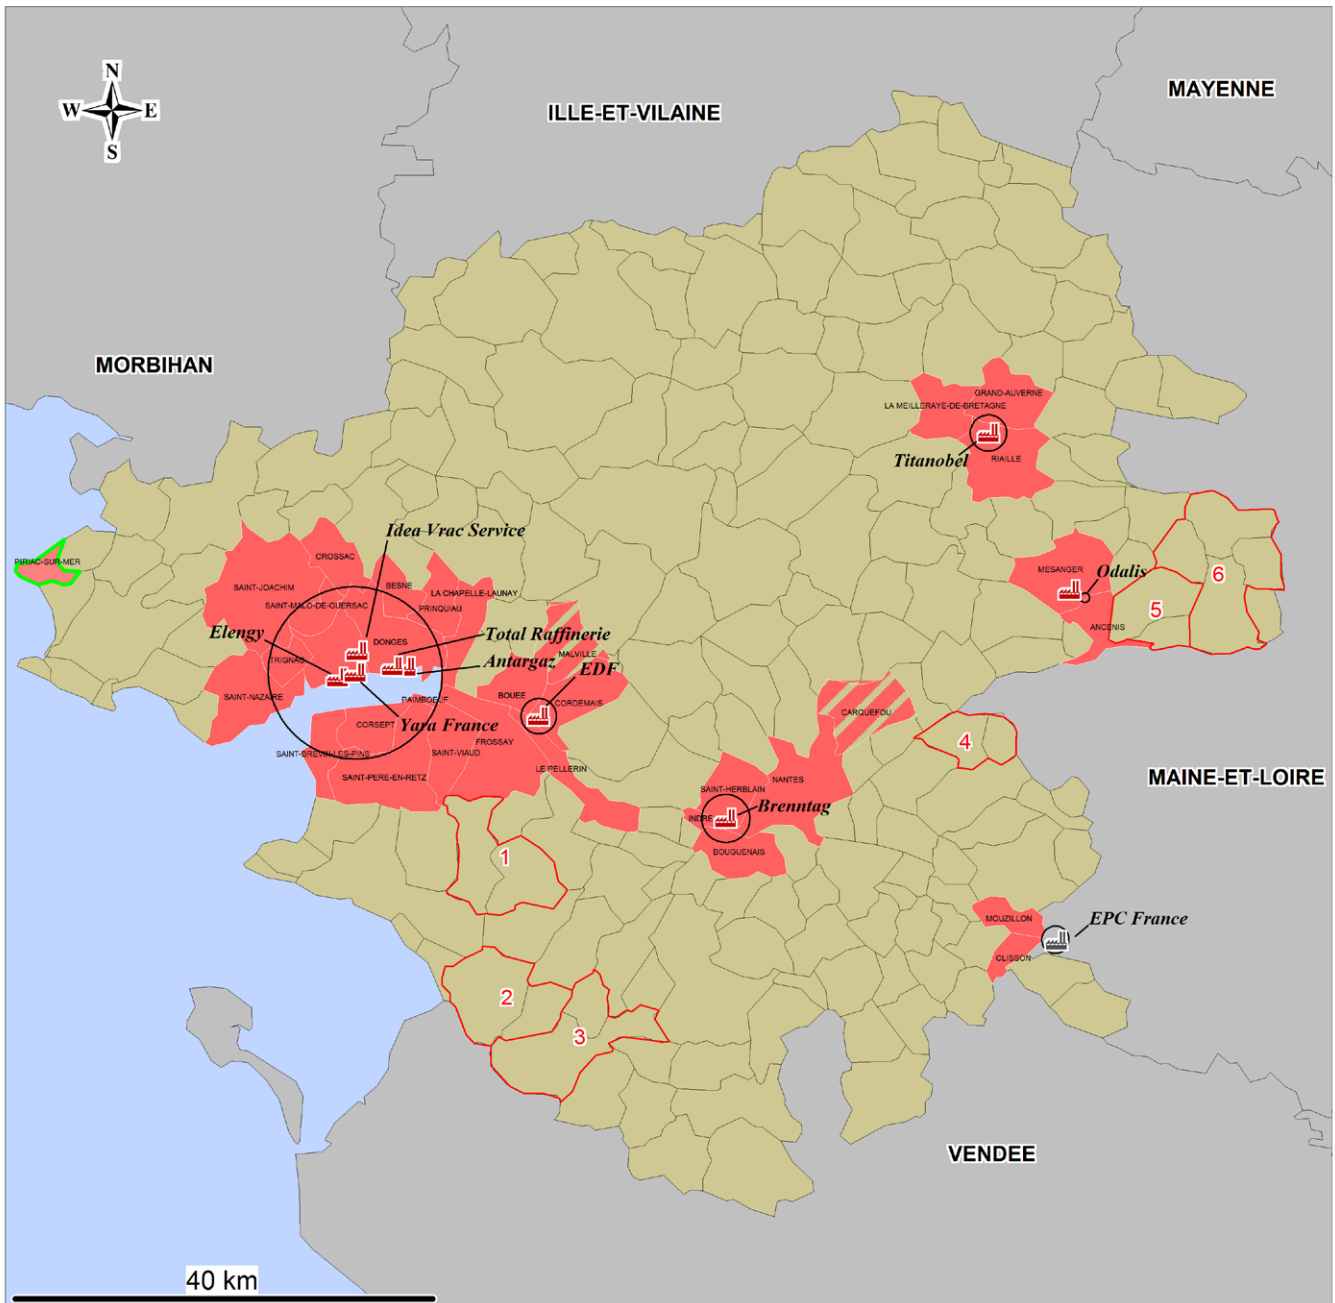 N
W E
S
MAYENNE
ILLE-ET-VILAINE
MORBIHAN
GRAND-AUVERNE
LA MEILLERAYE-DE-BRETAGNE
Titanobel
RIAILLE
Idea Vrac Service
CROSSAC
PIRIAC-SUR-MER
MESANGER
Odalis
6
SAINT-JOACHIM
BESNE
LA CHAPELLE-LAUNAY
SAINT-MALO-DE-GUERSAC
PRINQUIAU
5
ANCENIS
Elengy
Total Raffinerie
DONGES
MALVILLE
TRIGNAC
Antargaz
EDF
SAINT-NAZAIRE
BOUEE
PAIMBOEUF
CORDEMAIS
CARQUEFOU
CORSEPT
Yara France
FROSSAY
4
SAINT-BREVIN-LES-PINS
SAINT-VIAUD
LE PELLERIN
SAINT-PERE-EN-RETZ
NANTES
MAINE-ET-LOIRE
SAINT-HERBLAIN
Brenntag
INDRE
BOUGUENAIS
1
MOUZILLON
EPC France
CLISSON
2
3
VENDEE
40 km